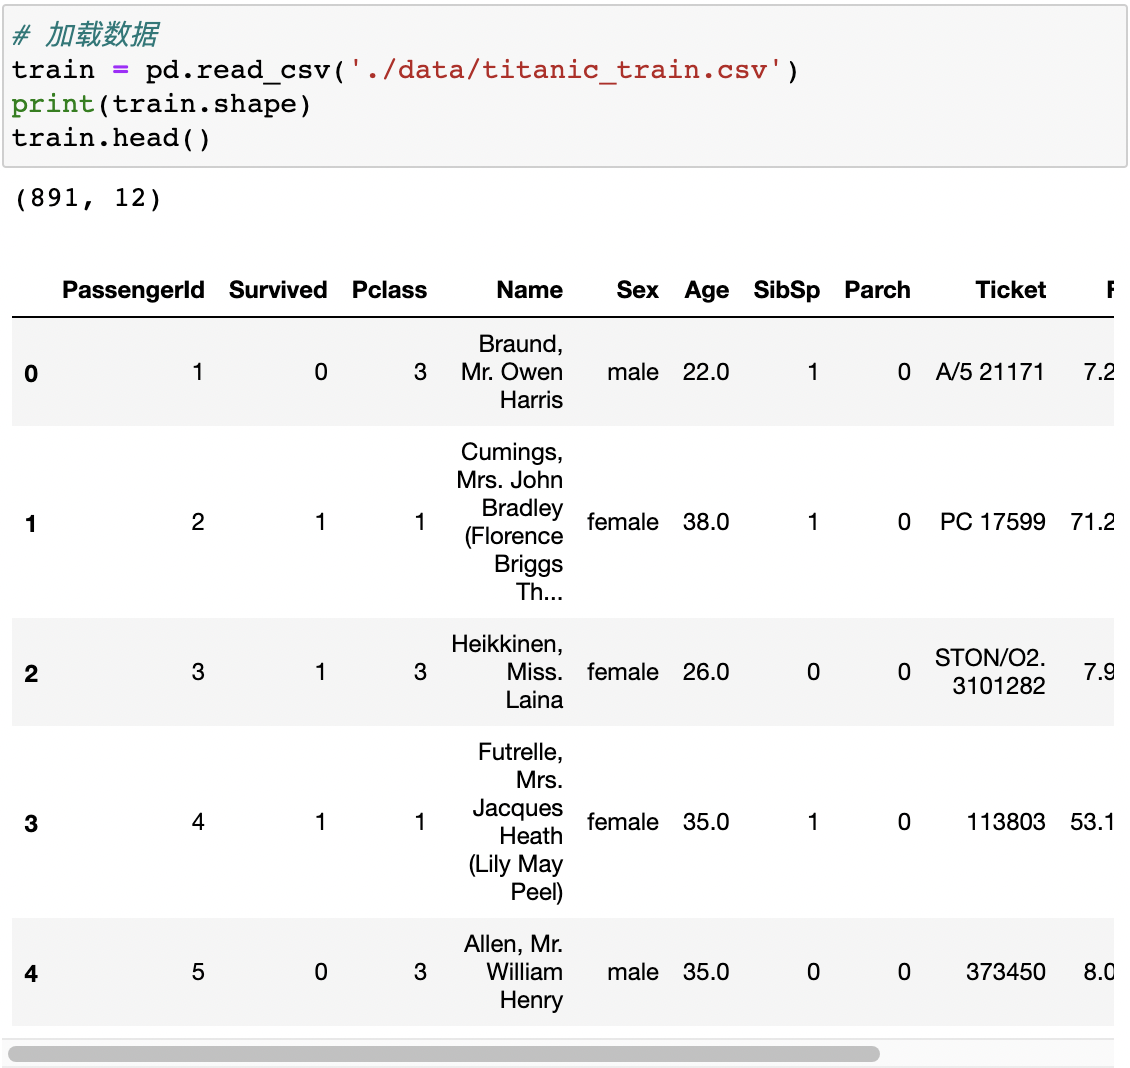 # 加载数据
train = pd.read_csv('./data/titanic_train.csv')
print(train.shape)
train.head()
(891, 12)
PassengerId Survived Pclass Name Sex Age SibSp Parch Ticket
Braund,
0 1 0 3 Mr. Owen male 22.0 1 0 A/5 21171 7.2
Harris
Cumings,
Mrs. John
Bradley
1 2 1 1 (Florence female 38.0 1 0 PC 17599 71.2
Briggs
Th...
Heikkinen,
2 3 1 3 Miss. female 26.0 0 0 STON/O2. 7.9
Laina 3101282
Futrelle,
Mrs.
Jacques
3 4 1 1 Heath female 35.0 1 0 113803 53.1
(Lily May
Peel)
Allen, Mr.
4 5 0 3 William male 35.0 0 0 373450 8.0
Henry